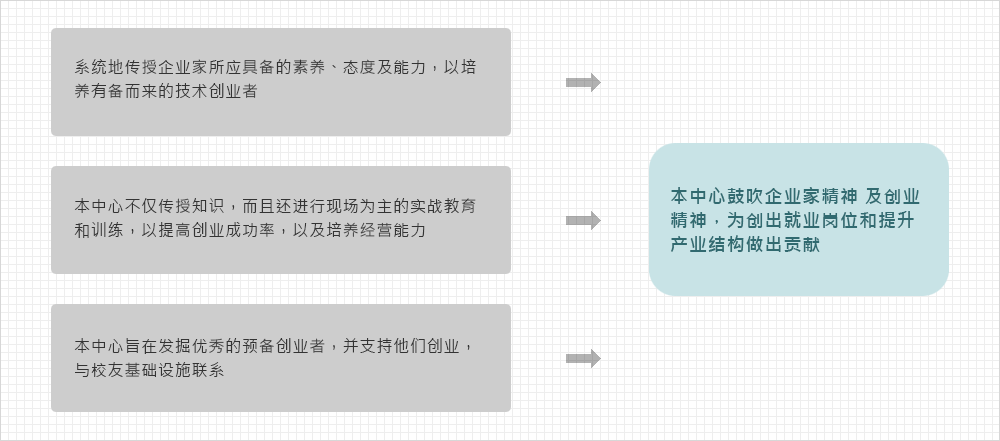 系统地传授企业家所应具备的素养、态度及能力，以培
养有备而来的技术创业者
本中心不仅传授知识，而且还进行现场为主的实战教育
和训练，以提高创业成功率，以及培养经营能力
本中心旨在发掘优秀的预备创业者，并支持他们创业，
与校友基础设施联系
本中心鼓吹企业家精神 及创业
精神，为创出就业岗位和提升
产业结构做出贡献